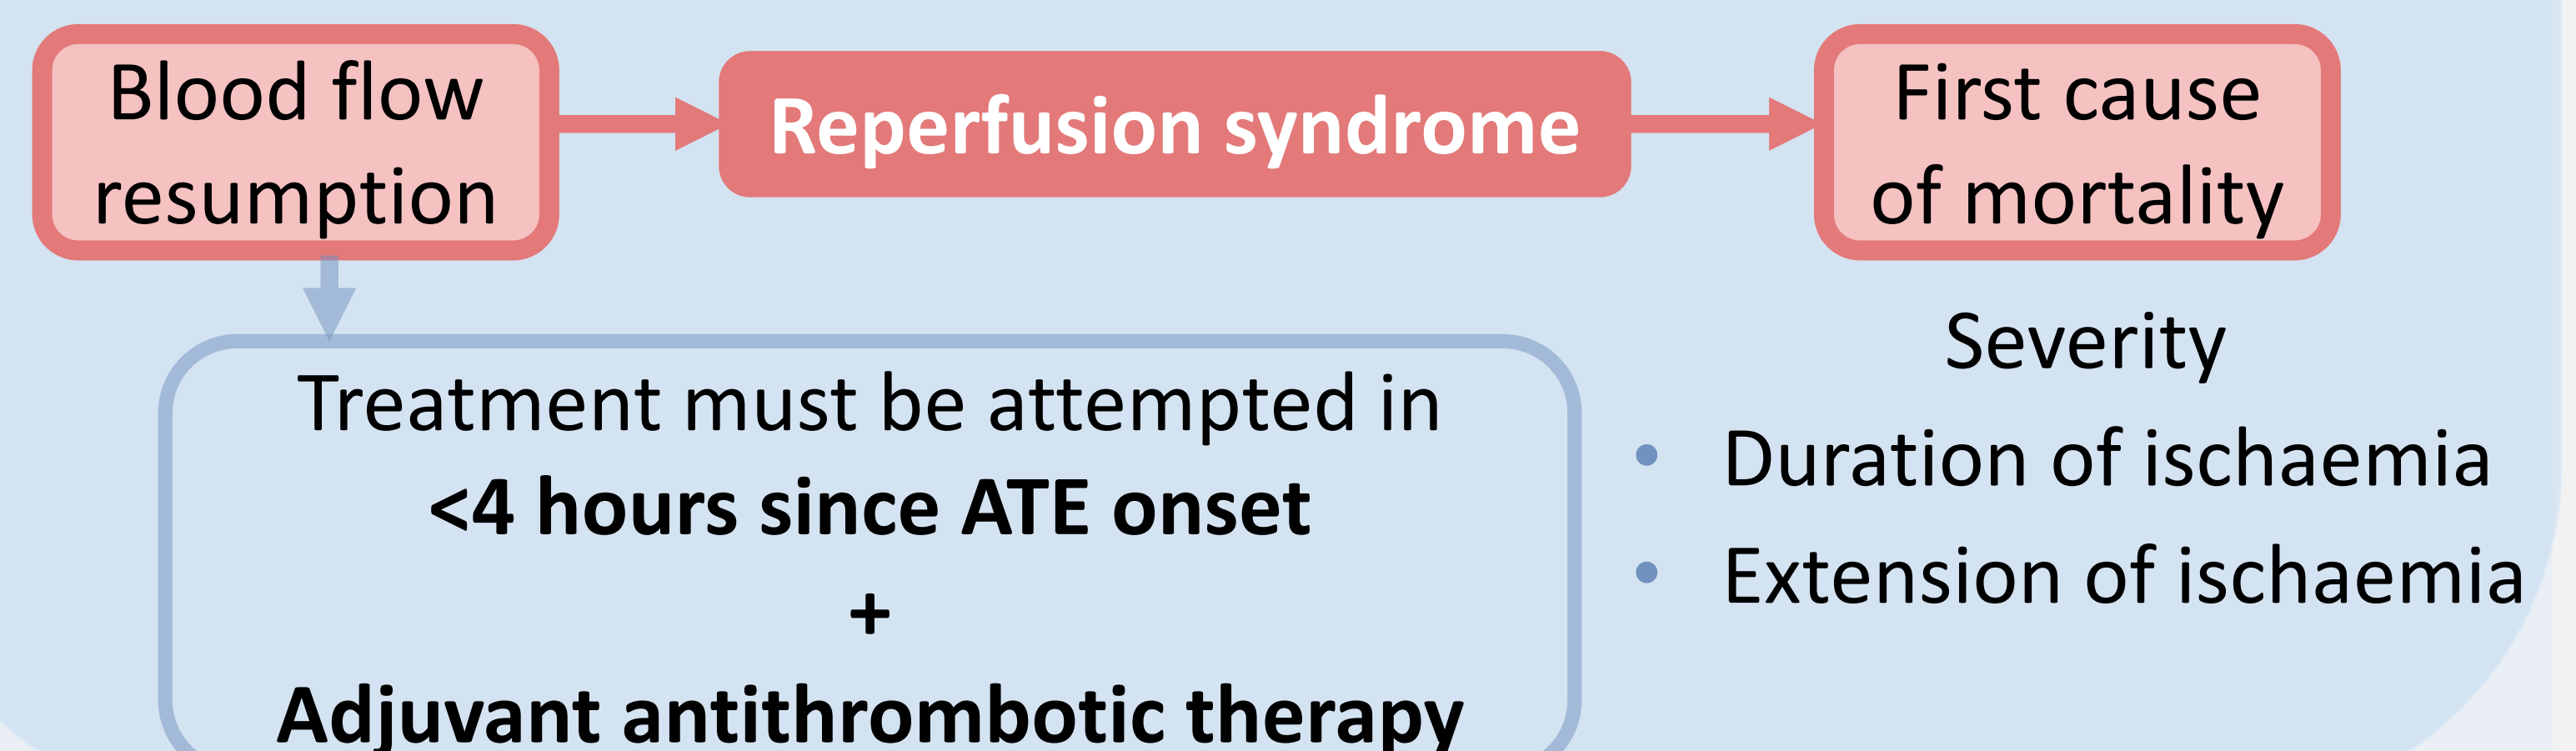 Blood flow
resumption
Reperfusion syndrome
First cause
of mortality
Treatment must be attempted in
<4 hours since ATE onset
+
Adjuvant antithrombotic therapy
Severity
• Duration of ischaemia
• Extension of ischaemia